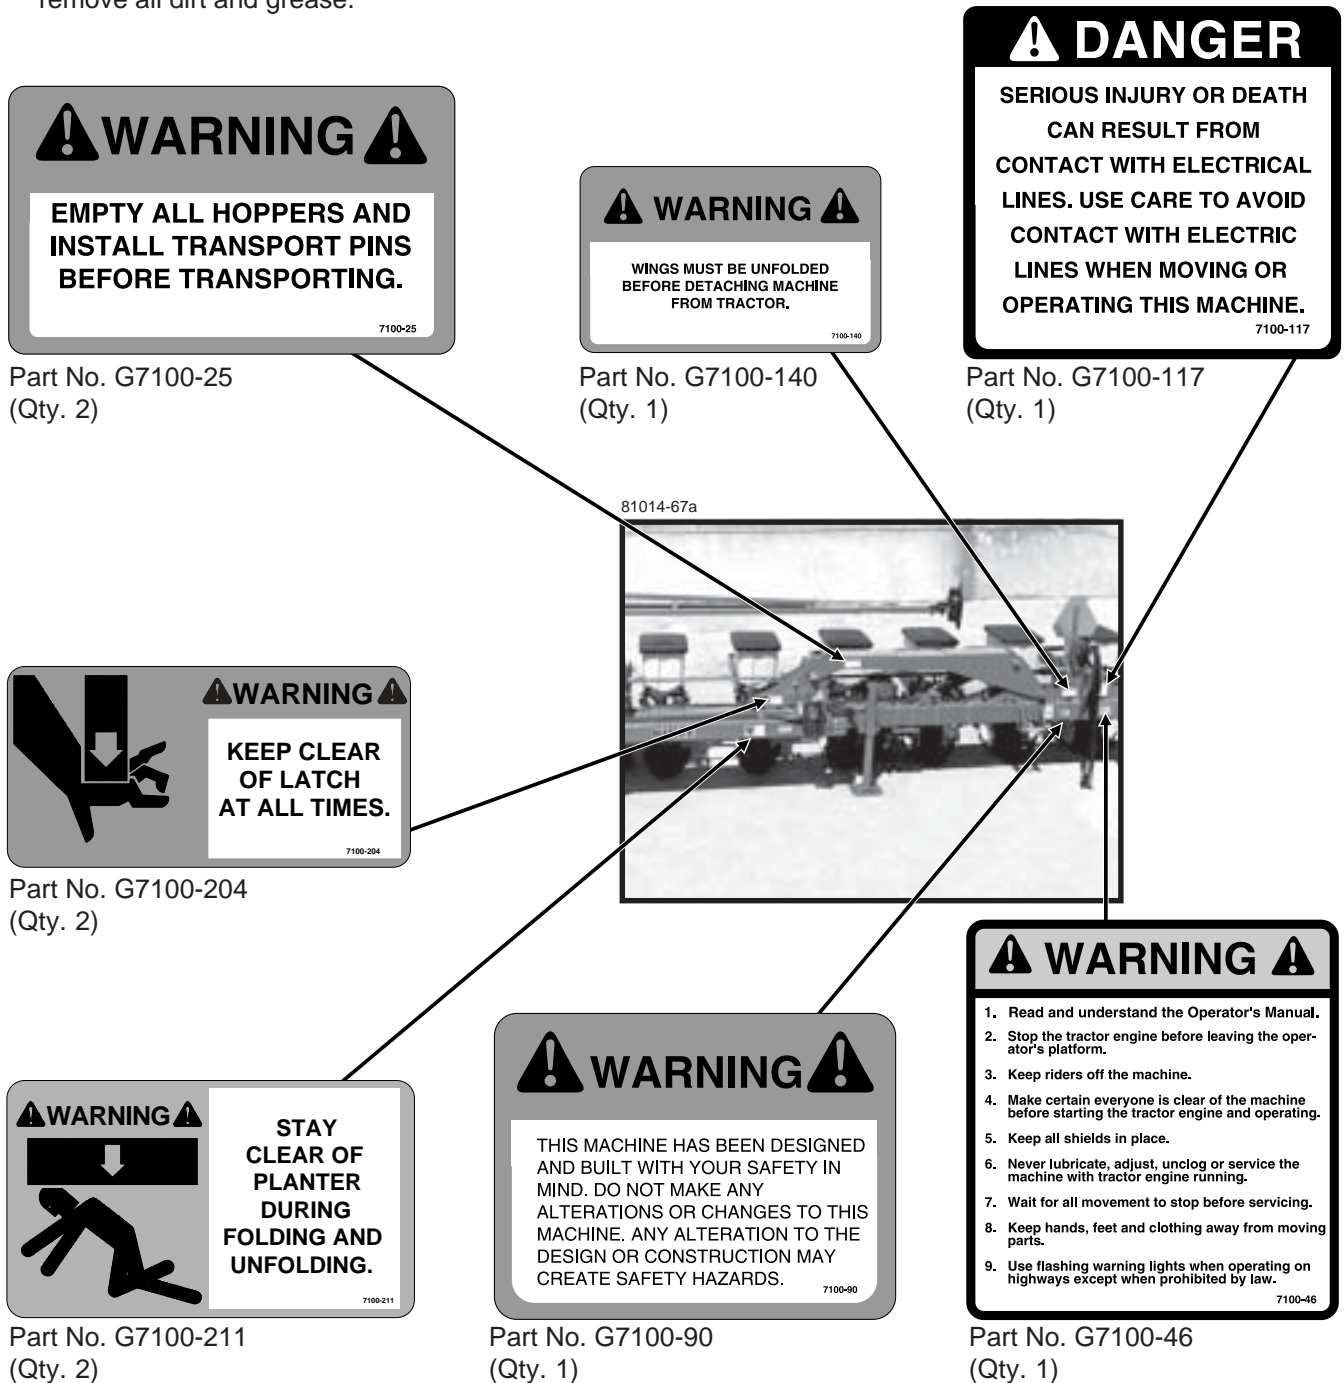 remove all dirt and grease.
WARNING
EMPTY ALL HOPPERS AND
INSTALL TRANSPORT PINS
BEFORE TRANSPORTING.
7100-25
Part No. G7100-25
(Qty. 2)
WARNING
WINGS MUST BE UNFOLDED
BEFORE DETACHING MACHINE
FROM TRACTOR.
7100-140
Part No. G7100-140
(Qty. 1)
DANGER
SERIOUS INJURY OR DEATH
CAN RESULT FROM
CONTACT WITH ELECTRICAL
LINES. USE CARE TO AVOID
CONTACT WITH ELECTRIC
LINES WHEN MOVING OR
OPERATING THIS MACHINE.
7100-117
Part No. G7100-117
(Qty. 1)
81014-67a
WARNING
KEEP CLEAR
OF LATCH
AT ALL TIMES.
7100-204
Part No. G7100-204
(Qty. 2)
WARNING
STAY
CLEAR OF
PLANTER
DURING
FOLDING AND
UNFOLDING.
7100-211
Part No. G7100-211
(Qty. 2)
WARNING
THIS MACHINE HAS BEEN DESIGNED
AND BUILT WITH YOUR SAFETY IN
MIND. DO NOT MAKE ANY
ALTERATIONS OR CHANGES TO THIS
MACHINE. ANY ALTERATION TO THE
DESIGN OR CONSTRUCTION MAY
CREATE SAFETY HAZARDS.
7100-90
Part No. G7100-90
(Qty. 1)
WARNING
1. Read and understand the Operator's Manual.
2. Stop the tractor engine before leaving the oper-
ator's platform.
3. Keep riders off the machine.
4. Make certain everyone is clear of the machine
before starting the tractor engine and operating.
5. Keep all shields in place.
6. Never lubricate, adjust, unclog or service the
machine with tractor engine running.
7. Wait for all movement to stop before servicing.
8. Keep hands, feet and clothing away from moving
parts.
9. Use flashing warning lights when operating on
highways except when prohibited by law.
7100-46
Part No. G7100-46
(Qty. 1)